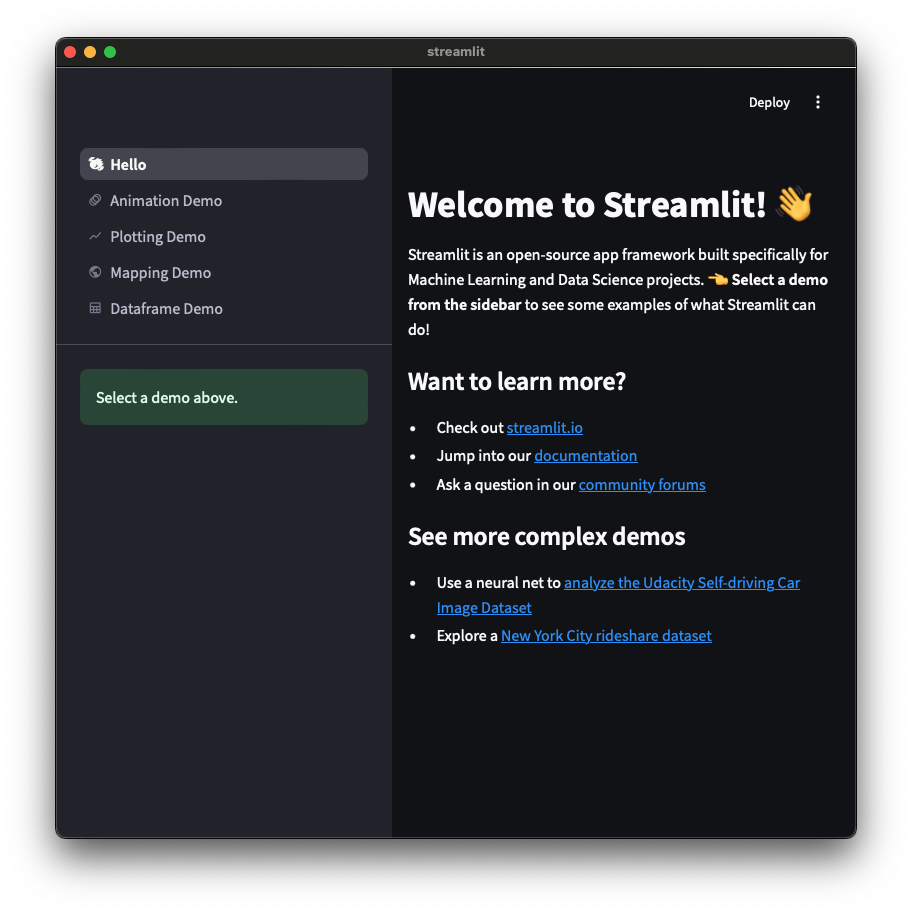 streamlit
Deploy
Hello
Animation Demo
Plotting Demo
Mapping Demo
Dataframe Demo
Select a demo above.
Welcome to Streamlit! 👋
Streamlit is an open-source app framework built specifically for
Machine Learning and Data Science projects. 👈 Select a demo
from the sidebar to see some examples of what Streamlit can
do!
Want to learn more?
• Check out streamlit.io
• Jump into our documentation
• Ask a question in our community forums
See more complex demos
• Use a neural net to analyze the Udacity Self-driving Car
Image Dataset
• Explore a New York City rideshare dataset